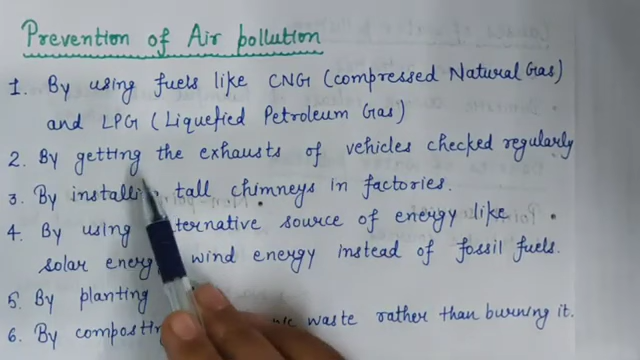 Prevention of Air pollution
1. By using fuels like CNG (compressed Natural Gas)
and LPG (Liquefied Petroleum Gas)
2. By getting the exhausts of vehicles checked regularly
3. By tall chimneys in factories.
4. By using source of energy like
solar wind energy instead of fossil fuels.
5. By planting
6. By waste rather than burning it.